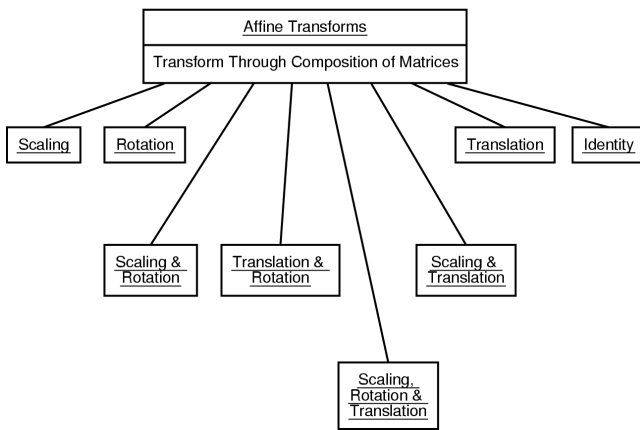 Affine Transforms
Transform Through Composition of Matrices
Scaling
Rotation
Translation
Identity
Scaling &
Rotation
Translation &
Rotation
Scaling &
Translation
Scaling,
Rotation &
Translation